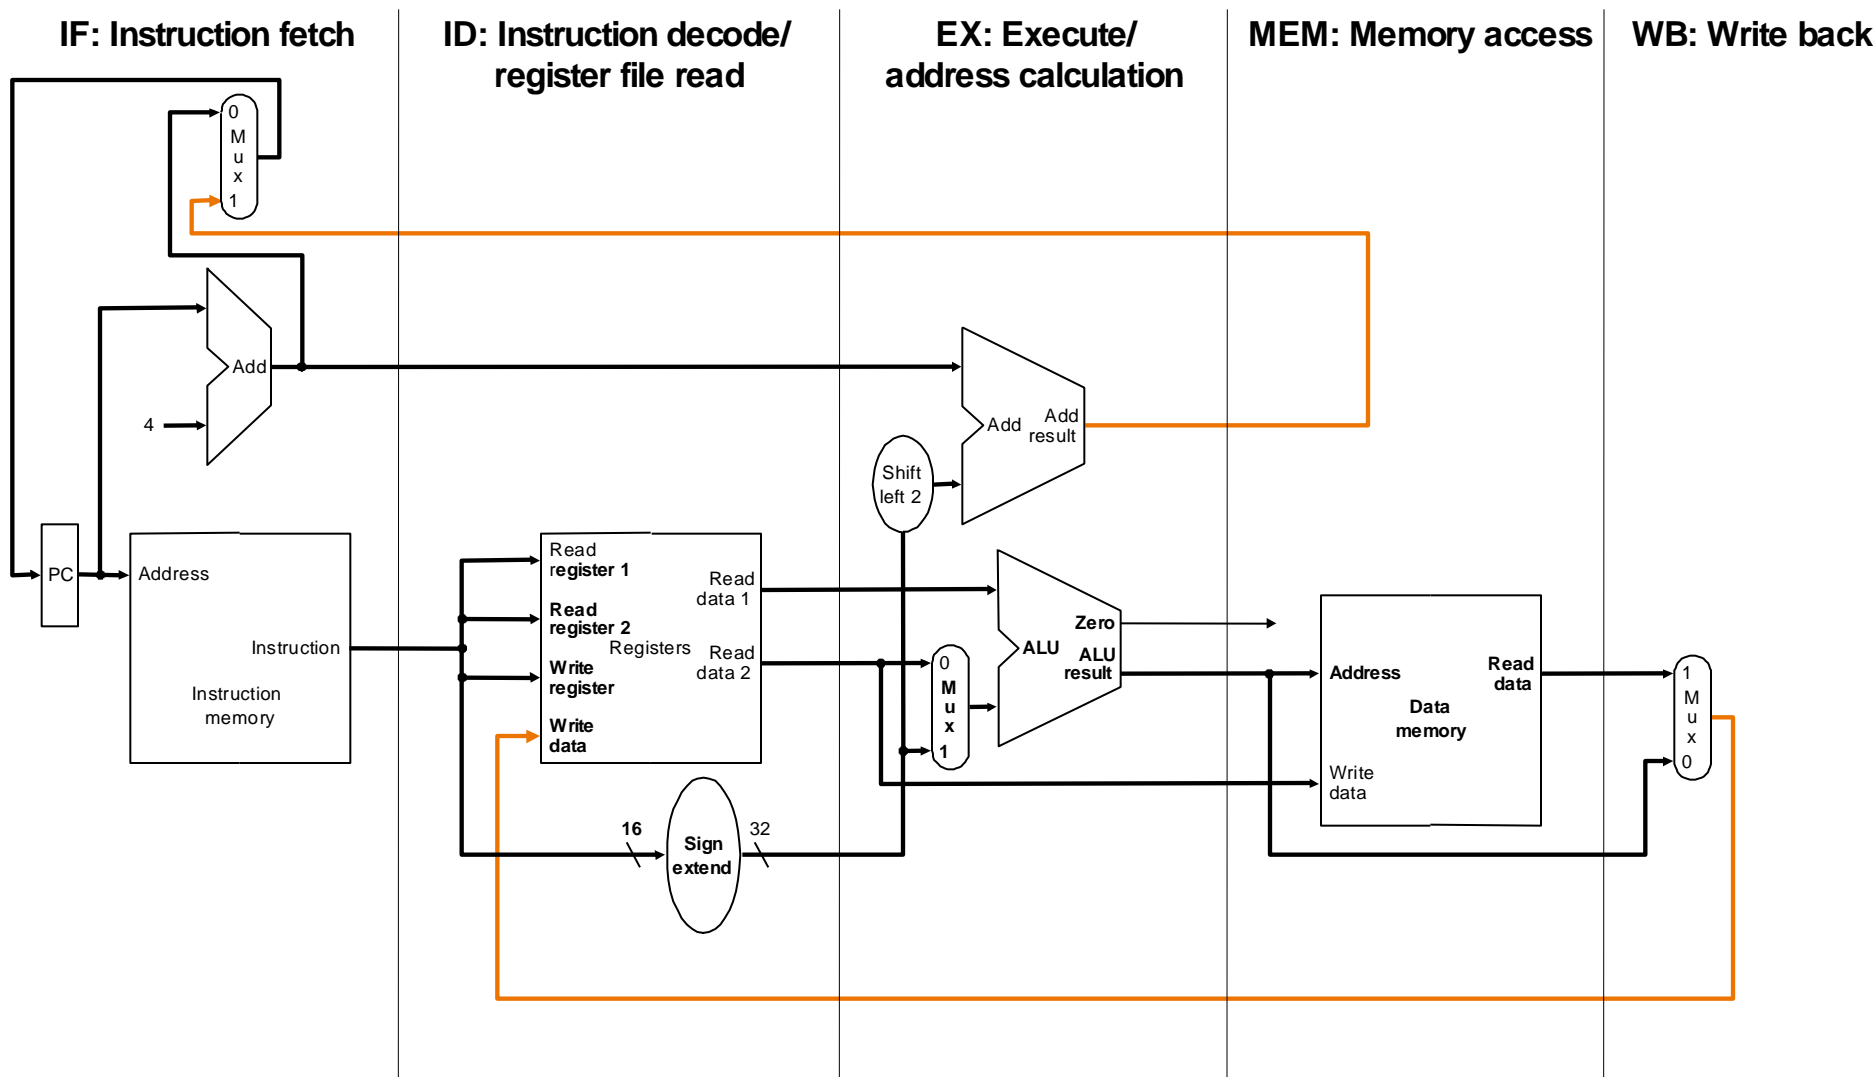 IF: Instruction fetch
ID: Instruction decode/
register file read
EX: Execute/
address calculation
MEM: Memory access
WB: Write back
0
M
u
x
1
Add
4
Add
Add
result
Shift
left 2
PC
Address
Instruction
Instruction
memory
Read
register 1
Read
register 2
Write
register
Write
data
Registers
Read
data 1
Read
data 2
0
M
u
x
1
Zero
ALU
ALU
result
Address
Read
data
Data
memory
Write
data
1
M
u
x
0
16
Sign
extend
32